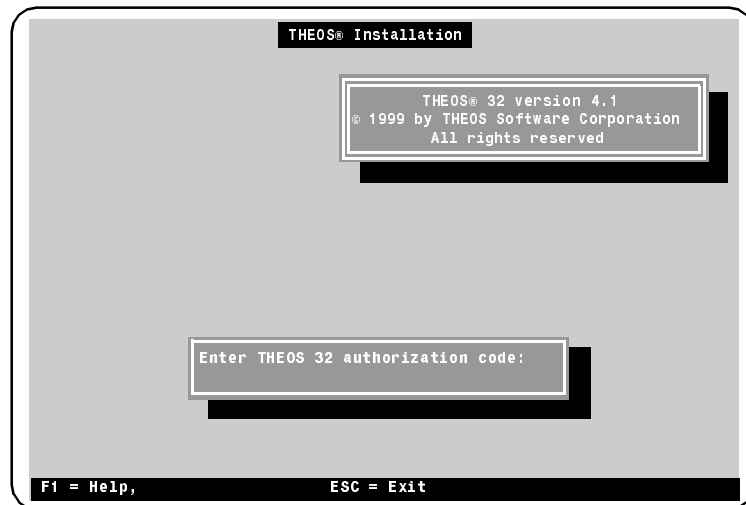 THEOS® Installation
THEOS® 32 version 4.1
© 1999 by THEOS Software Corporation
All rights reserved
Enter THEOS 32 authorization code:
F1 = Help, ESC = Exit